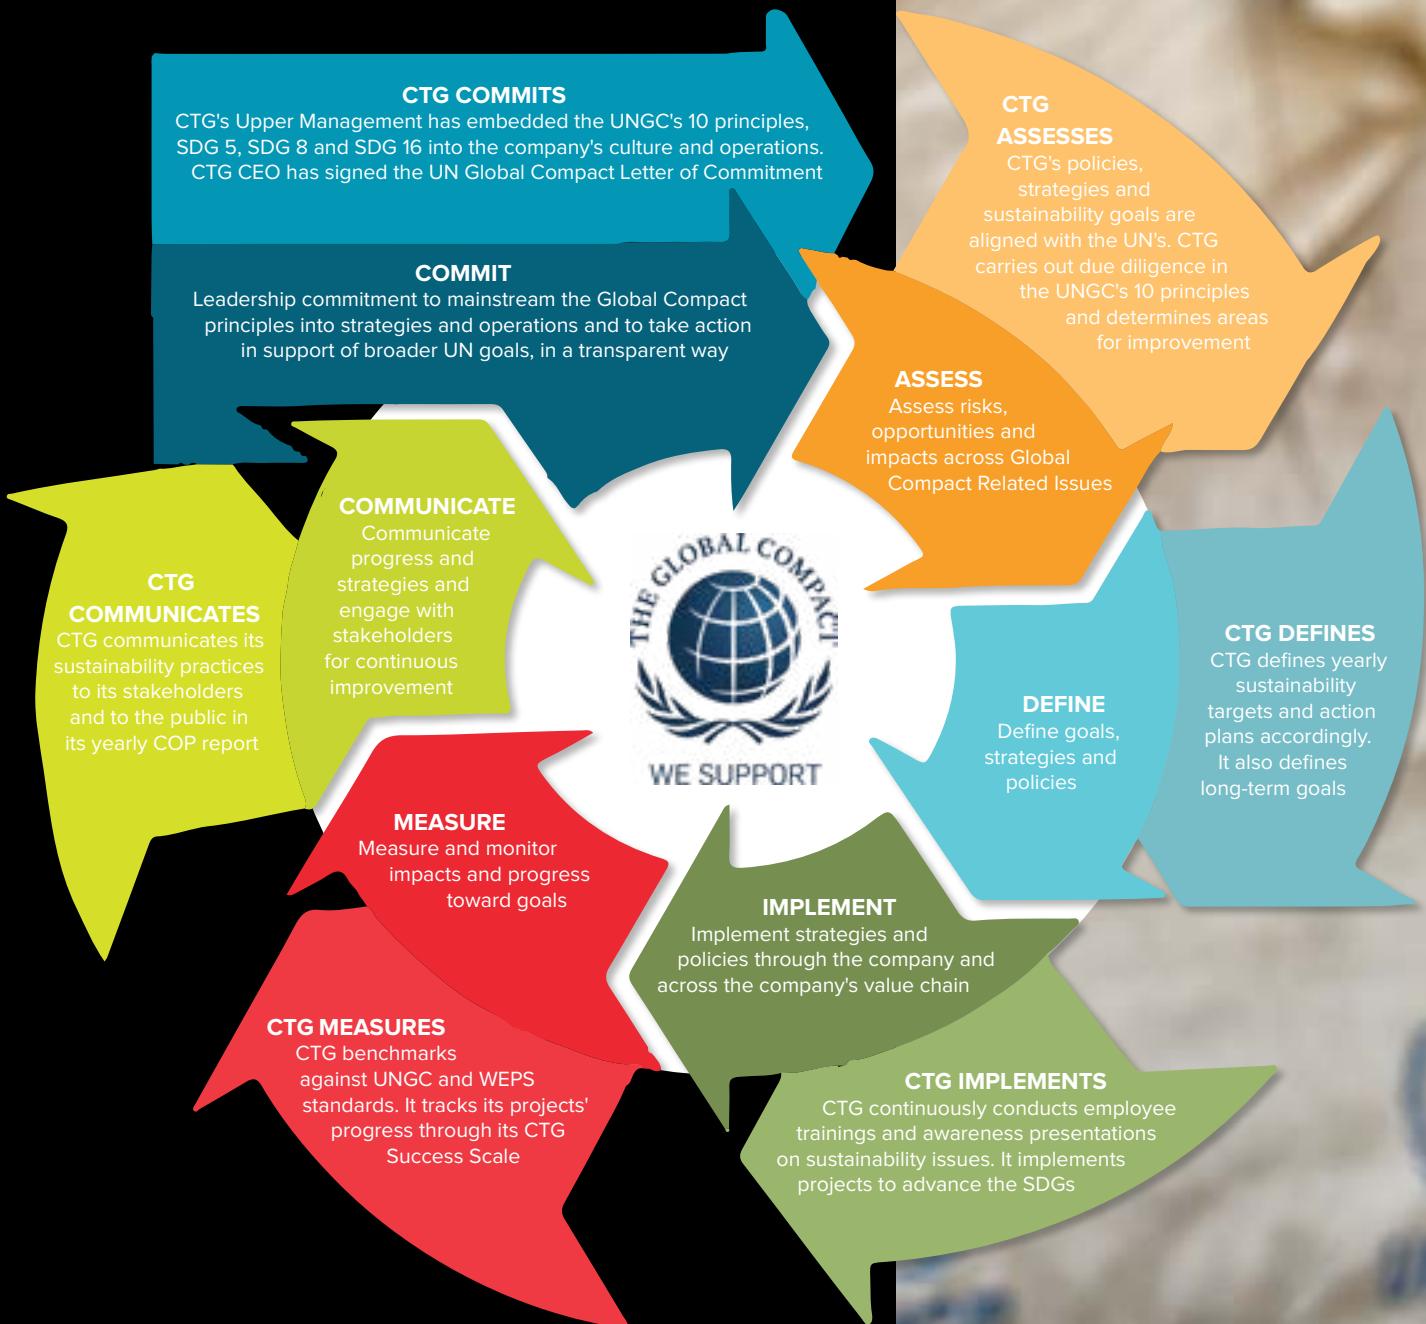 CTG COMMITS
CTG's Upper Management has embedded the UNGC's 10 principles,
SDG 5, SDG 8 and SDG 16 into the company's culture and operations.
CTG CEO has signed the UN Global Compact Letter of Commitment
COMMIT
Leadership commitment to mainstream the Global Compact
principles into strategies and operations and to take action
in support of broader UN goals, in a transparent way
CTG
ASSESSES
CTG's policies,
strategies and
sustainability goals are
aligned with the UN's. CTG
carries out due diligence in
the UNGC's 10 principles
and determines areas
for improvement
ASSESS
Assess risks,
opportunities and
impacts across Global
Compact Related Issues
CTG DEFINES
CTG defines yearly
sustainability
targets and action
plans accordingly.
It also defines
long-term goals
DEFINE
Define goals,
strategies and
policies
IMPLEMENT
Implement strategies and
policies through the company and
across the company's value chain
CTG IMPLEMENTS
CTG continuously conducts employee
trainings and awareness presentations
on sustainability issues. It implements
projects to advance the SDGs
MEASURE
Measure and monitor
impacts and progress
toward goals
CTG MEASURES
CTG benchmarks
against UNGC and WEPS
standards. It tracks its projects'
progress through its CTG
Success Scale
COMMUNICATE
Communicate
progress and
strategies and
engage with
stakeholders
for continuous
improvement
CTG
COMMUNICATES
CTG communicates its
sustainability practices
to its stakeholders
and to the public in
its yearly COP report
THE GLOBAL COMPACT
WE SUPPORT